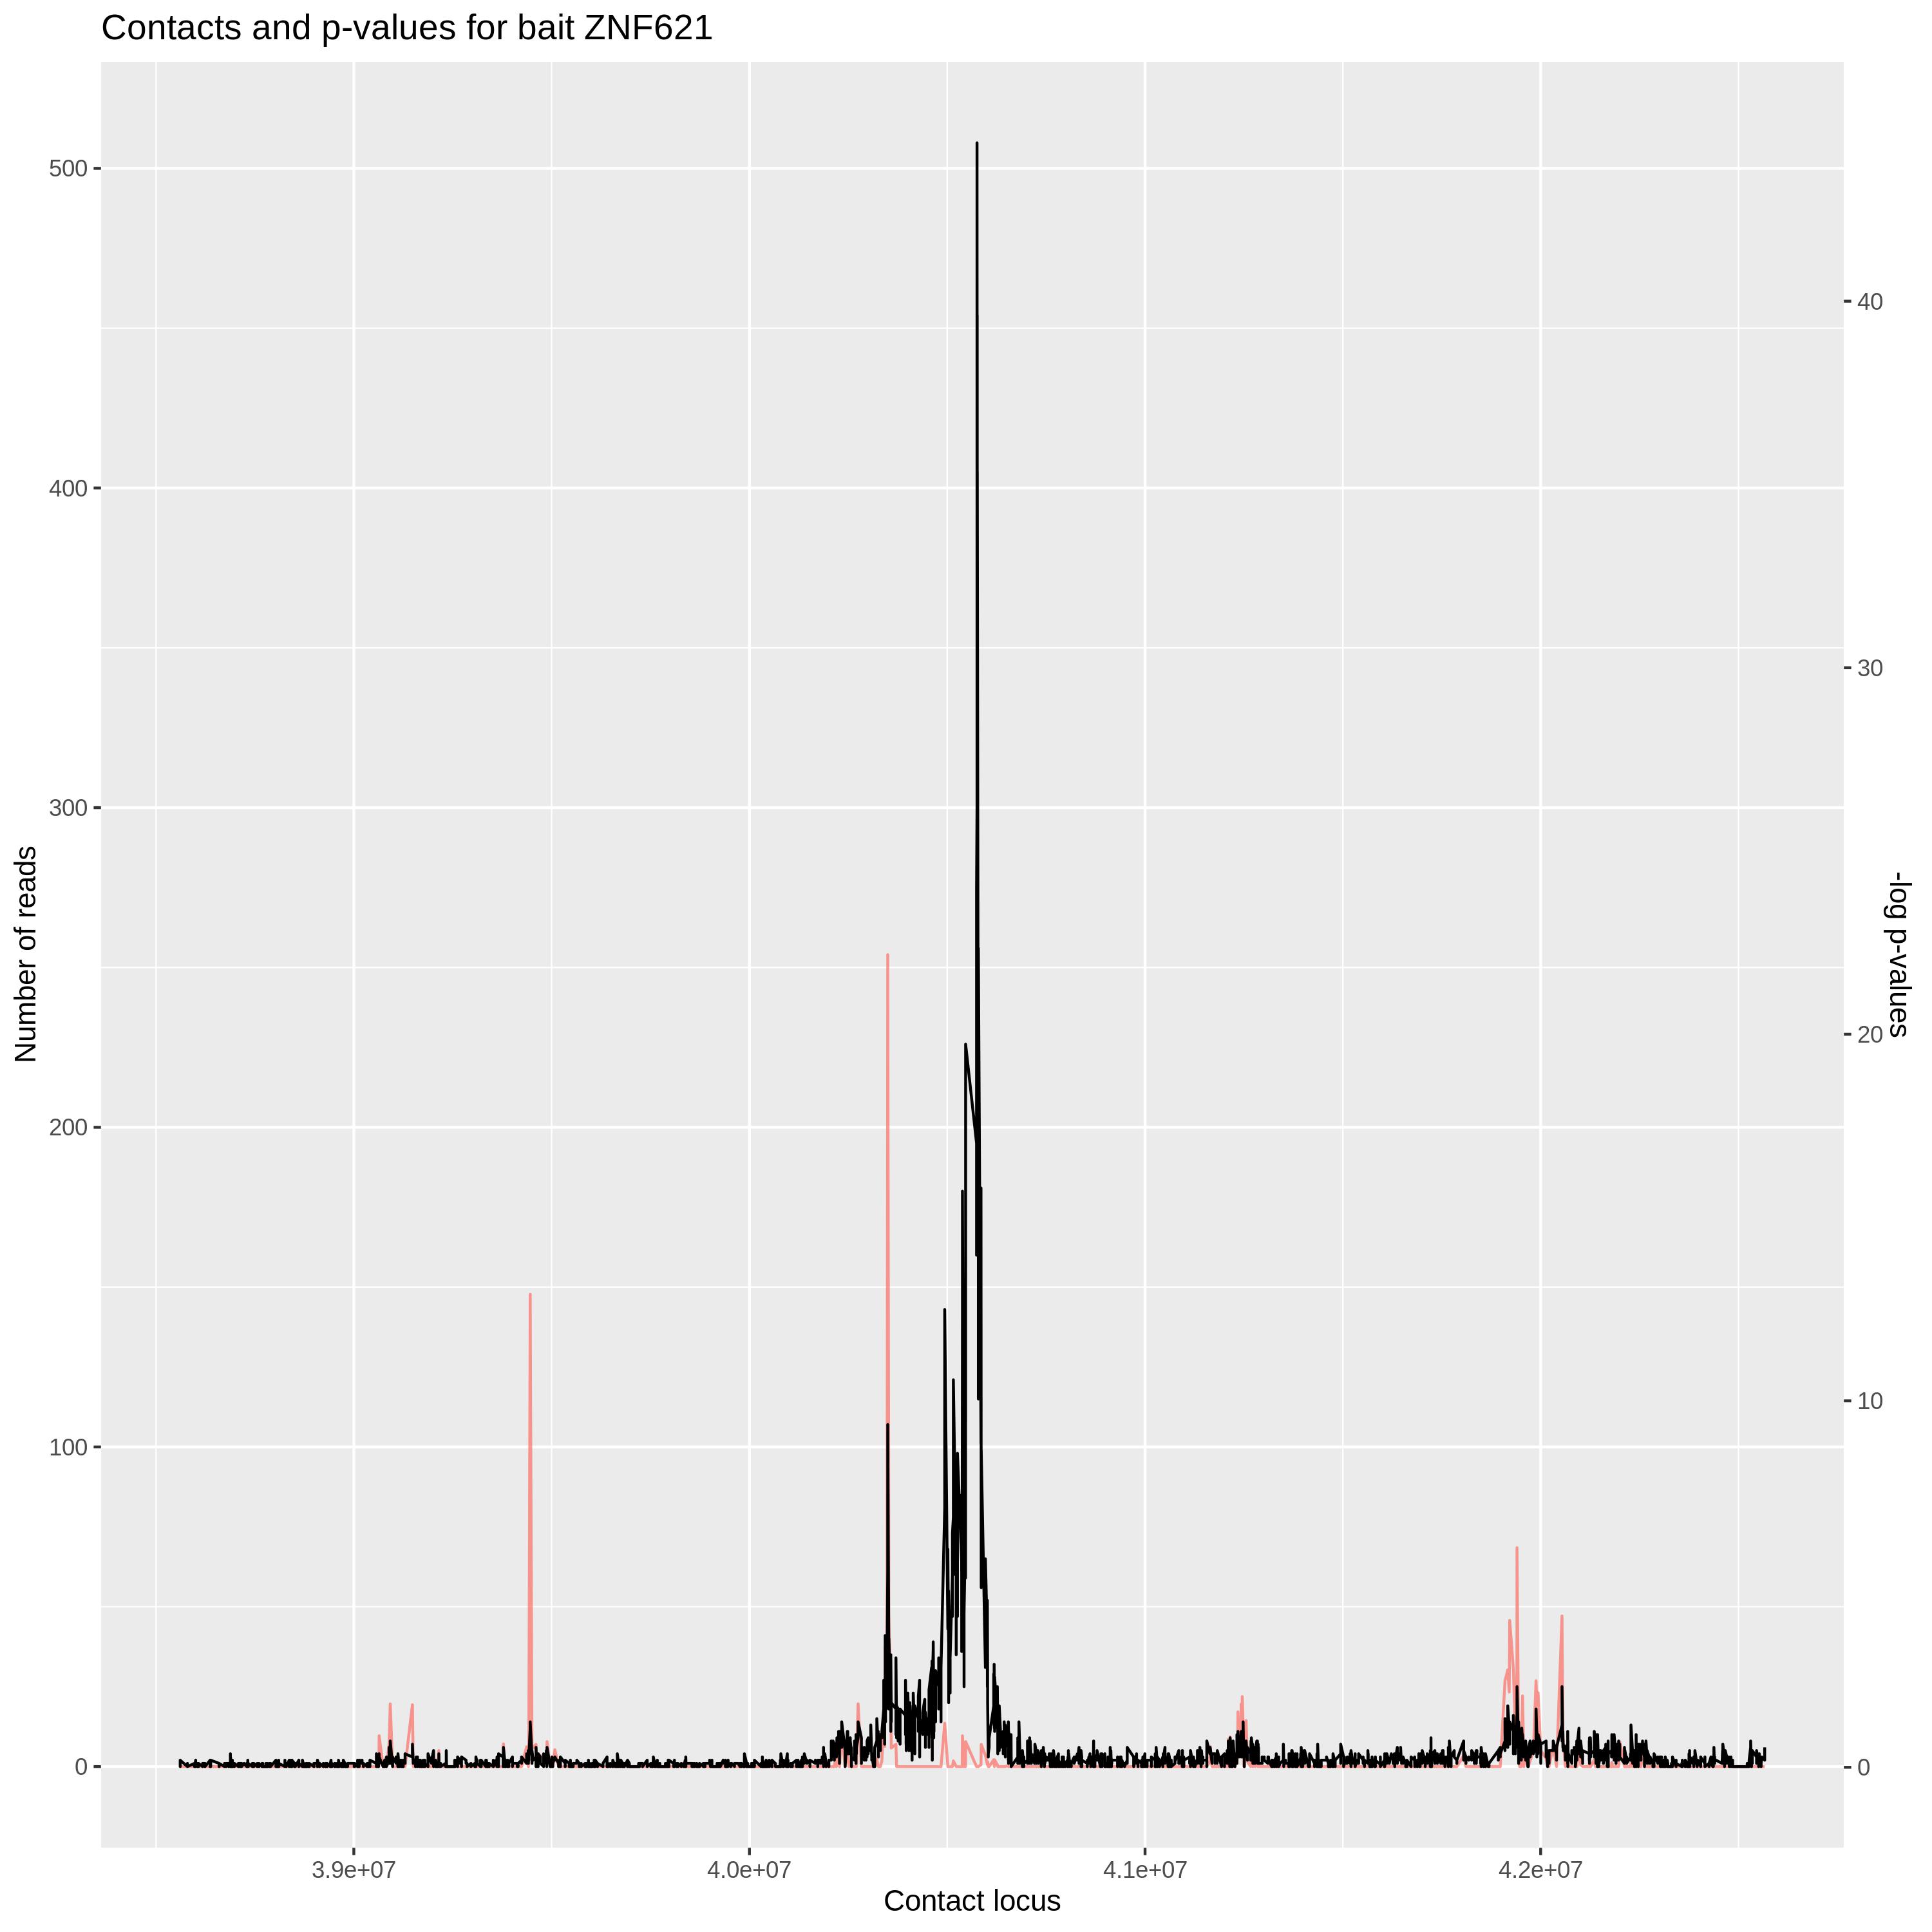 Contacts and p-values for bait ZNF621
Number of reads
500
400
300
200
100
0
40
30
20
10
0
-log p-values
3.9e+07
4.0e+07
4.1e+07
4.2e+07
Contact locus